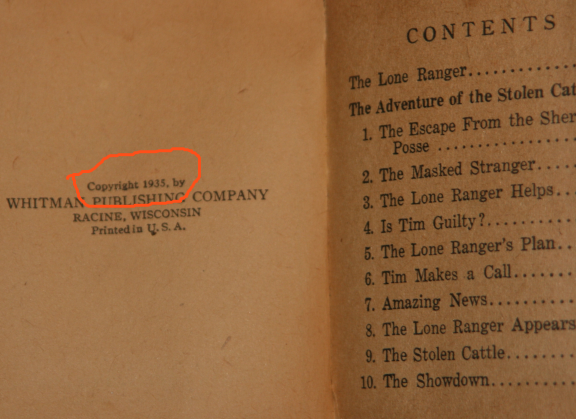 Copyright 1935, by
WHITMAN PUBLISHING COMPANY
RACINE, WISCONSIN
Printed in U. S. A.
CONTENTS
The Lone Ranger..........
The Adventure of the Stolen
1. The Escape From the
Posse ................
2. The Masked Stranger.....
3. The Lone Ranger Helps...
4. Is Tim Guilty?..........
5. The Lone Ranger's Plan..
6. Tim Makes a Call.......
7. Amazing News..........
8. The Lone Ranger Appears
9. The Stolen Cattle........
10. The Showdown..........